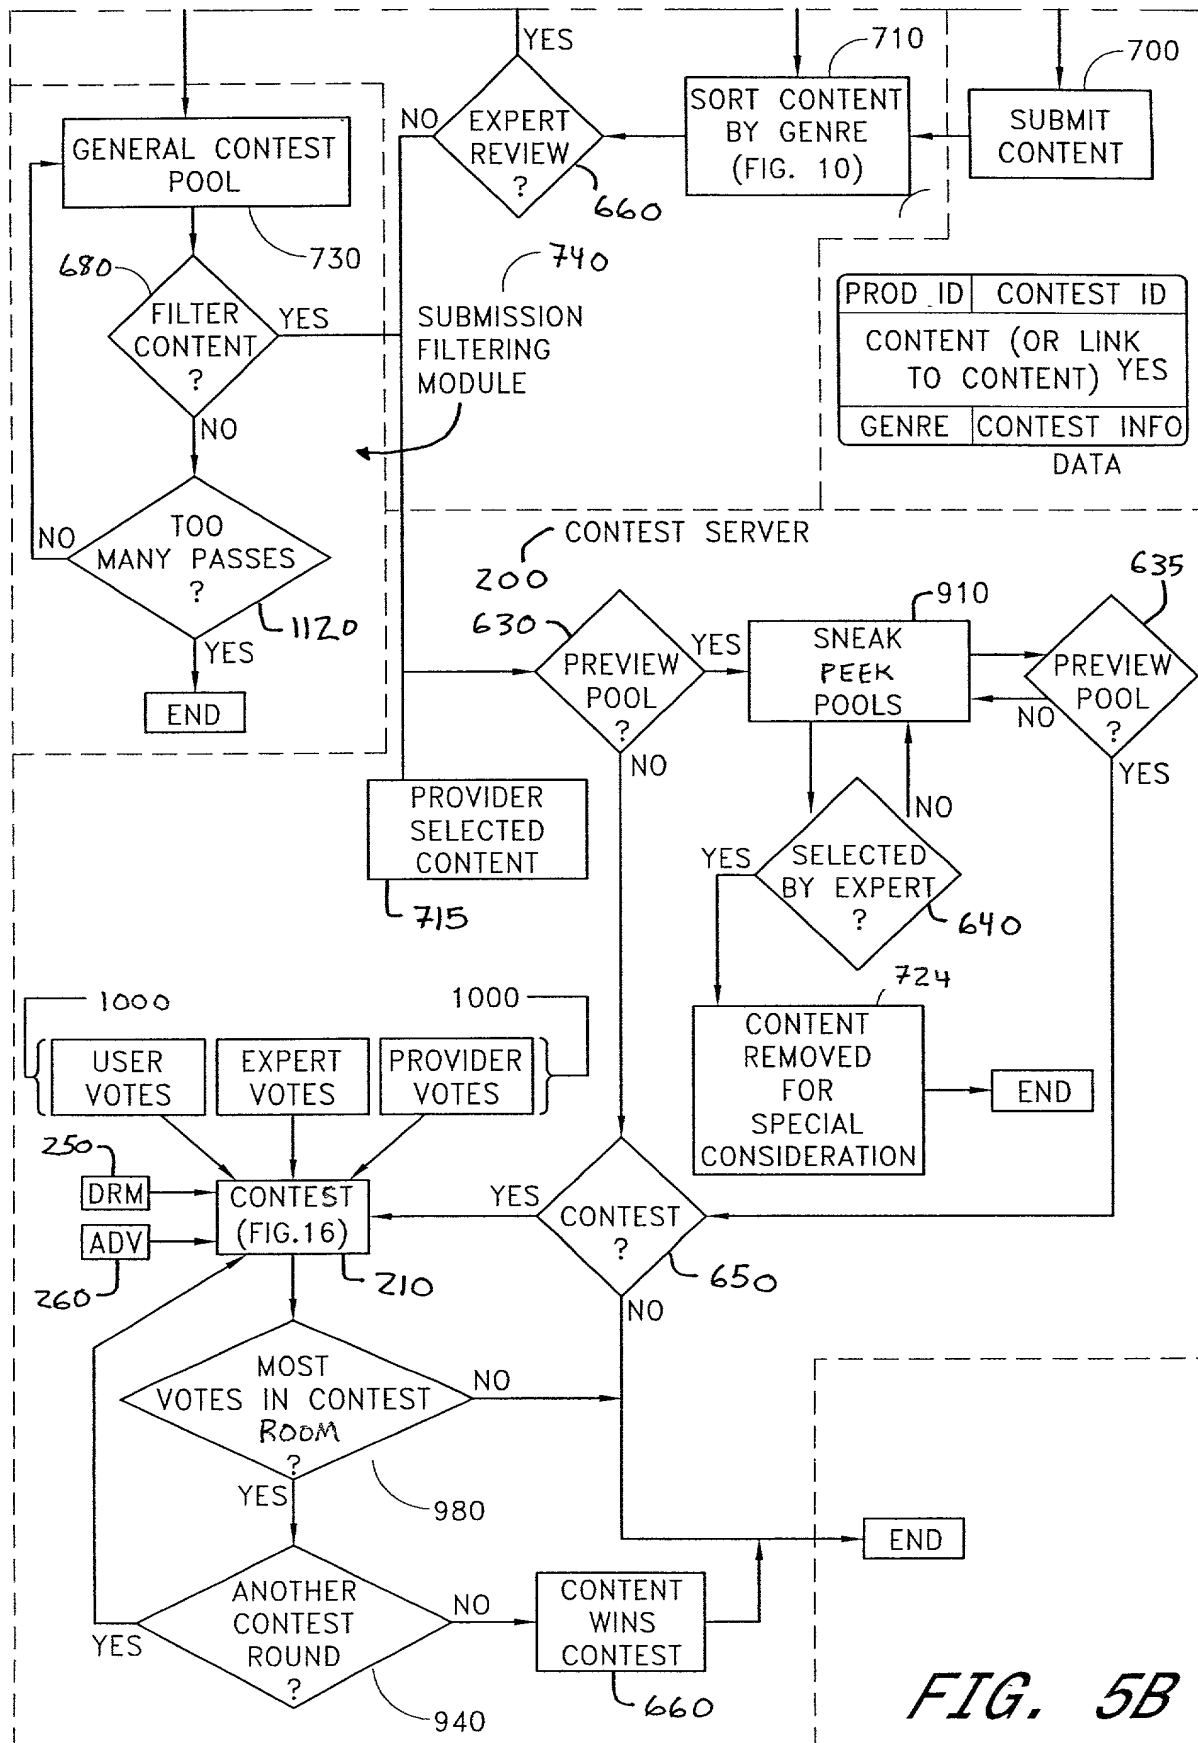 YES
710
700
NO
EXPERT
REVIEW
?
660
SORT CONTENT
BY GENRE
(FIG. 10)
SUBMIT
CONTENT
GENERAL CONTEST
POOL
730
680
FILTER
CONTENT
?
YES
NO
740
SUBMISSION
FILTERING
MODULE
PROD ID
CONTEST ID
CONTENT (OR LINK
TO CONTENT) YES
GENRE
CONTEST INFO
DATA
NO
TOO
MANY PASSES
?
1120
YES
END
CONTEST SERVER
200
630
PREVIEW
POOL
?
YES
NO
910
SNEAK
PEEK
POOLS
635
PREVIEW
POOL
?
NO
YES
PROVIDER
SELECTED
CONTENT
715
YES
SELECTED
BY EXPERT
?
NO
640
724
CONTENT
REMOVED
FOR
SPECIAL
CONSIDERATION
END
1000
1000
USER
VOTES
EXPERT
VOTES
PROVIDER
VOTES
250
DRM
ADV
260
CONTEST
(FIG.16)
210
YES
CONTEST
?
650
NO
MOST
VOTES IN CONTEST
ROOM
?
NO
YES
980
END
ANOTHER
CONTEST
ROUND
?
YES
NO
940
CONTENT
WINS
CONTEST
660
FIG. 5B